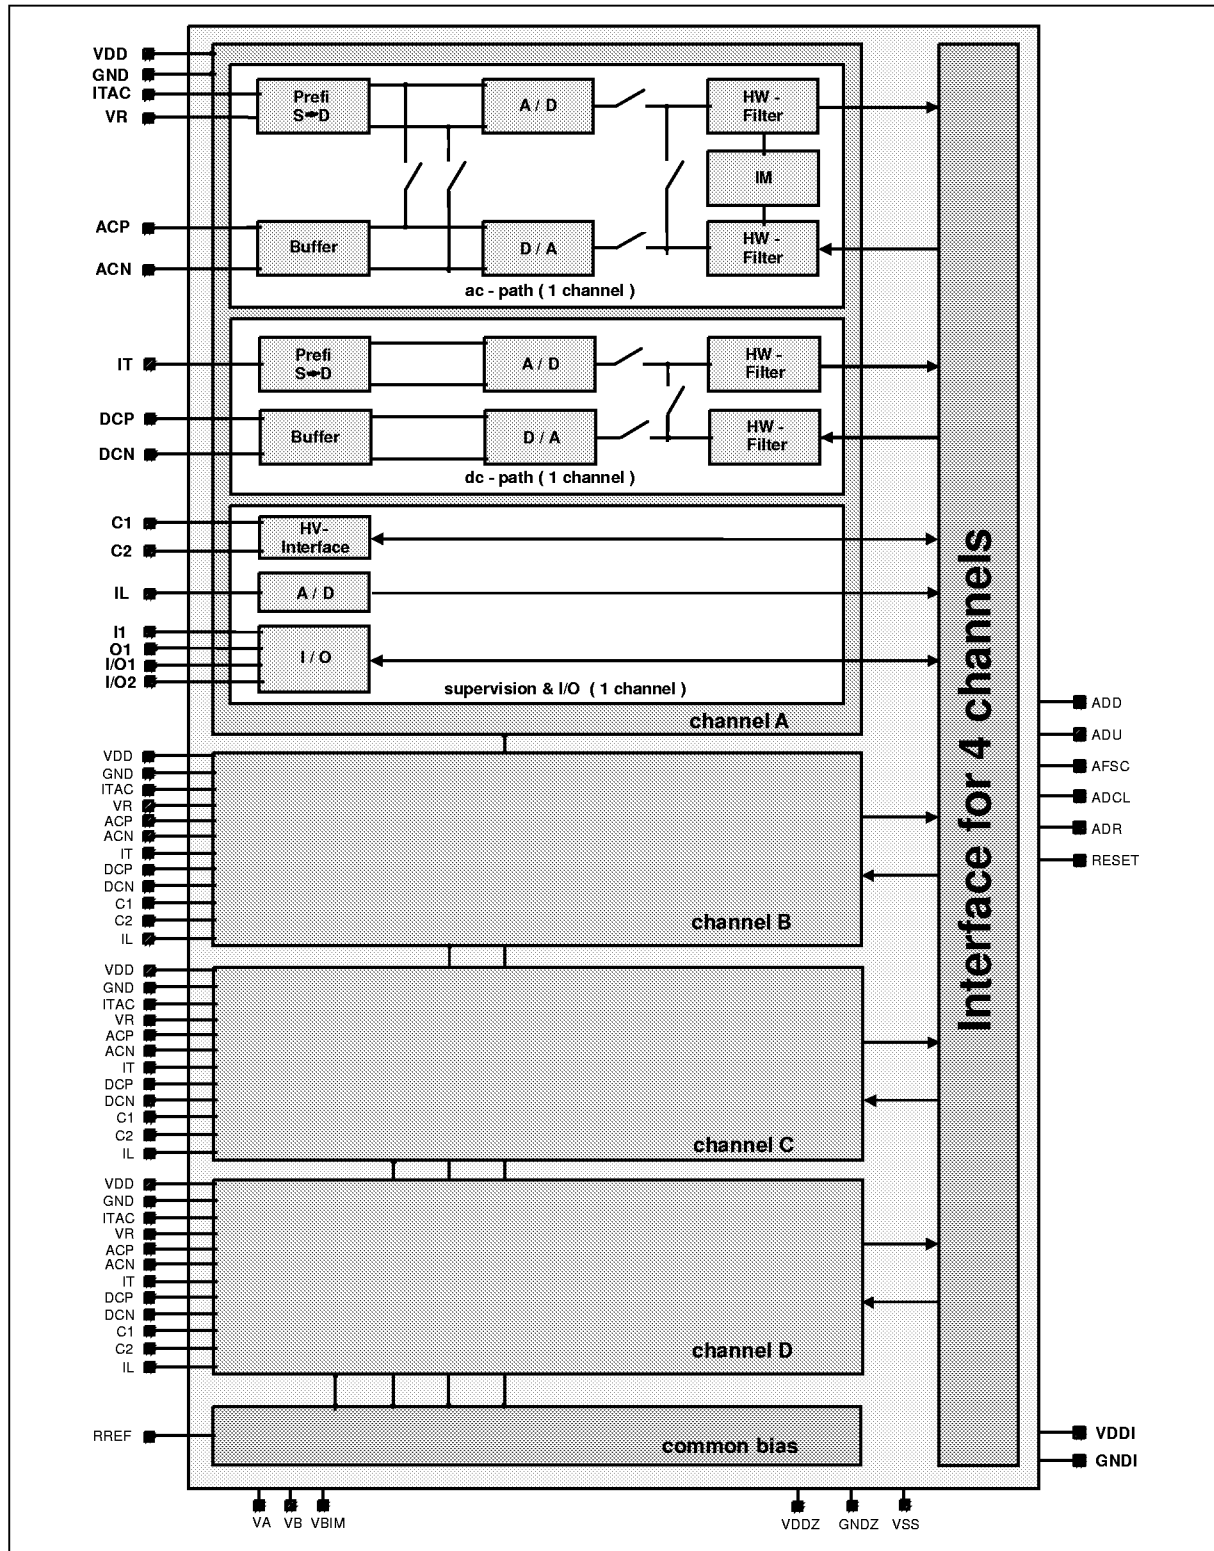 VDD
GND
ITAC
VR
Prefi
S➡D
A / D
HW -
Filter
IM
ACP
ACN
Buffer
D / A
HW -
Filter
ac - path ( 1 channel )
IT
Prefi
S➡D
A / D
HW -
Filter
DCP
DCN
Buffer
D / A
HW -
Filter
dc - path ( 1 channel )
C1
C2
HV-
Interface
IL
A / D
I1
O1
I/O1
I/O2
I / O
supervision & I/O ( 1 channel )
channel A
VDD
GND
ITAC
VR
ACP
ACN
IT
DCP
DCN
C1
C2
IL
channel B
VDD
GND
ITAC
VR
ACP
ACN
IT
DCP
DCN
C1
C2
IL
channel C
VDD
GND
ITAC
VR
ACP
ACN
IT
DCP
DCN
C1
C2
IL
channel D
RREF
common bias
Interface for 4 channels
ADD
ADU
AFSC
ADCL
ADR
RESET
VDDI
GNDI
VA
VB
VBIM
VDDZ
GNDZ
VSS